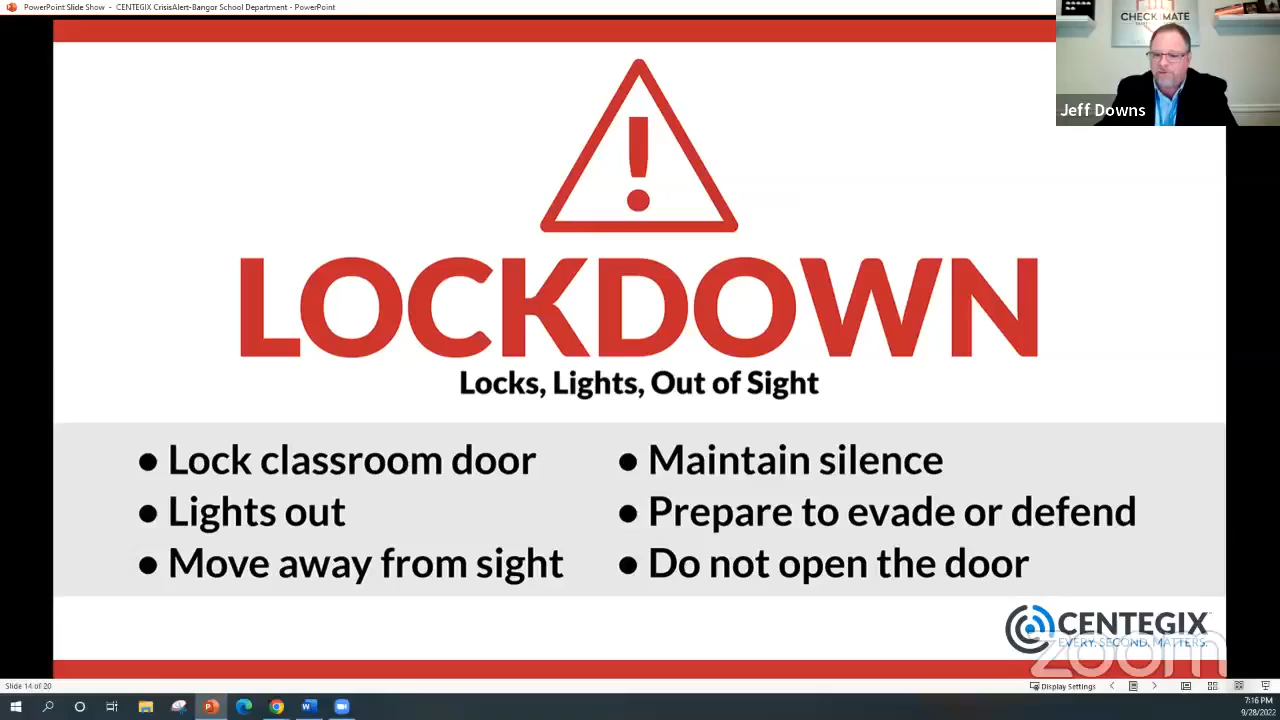 PowerPoint Slide Show - CENTEGIX CrisisAlert-Bangor School Department - PowerPoint
CHECKMATE
Jeff Downs
LOCKDOWN
Locks, Lights, Out of Sight
● Lock classroom door
● Lights out
● Move away from sight
● Maintain silence
● Prepare to evade or defend
● Do not open the door
CENTEGIX
EVERY. SECOND. MATTERS.
zoom
Slide 14 of 20
Display Settings
7:16 PM
9/28/2022